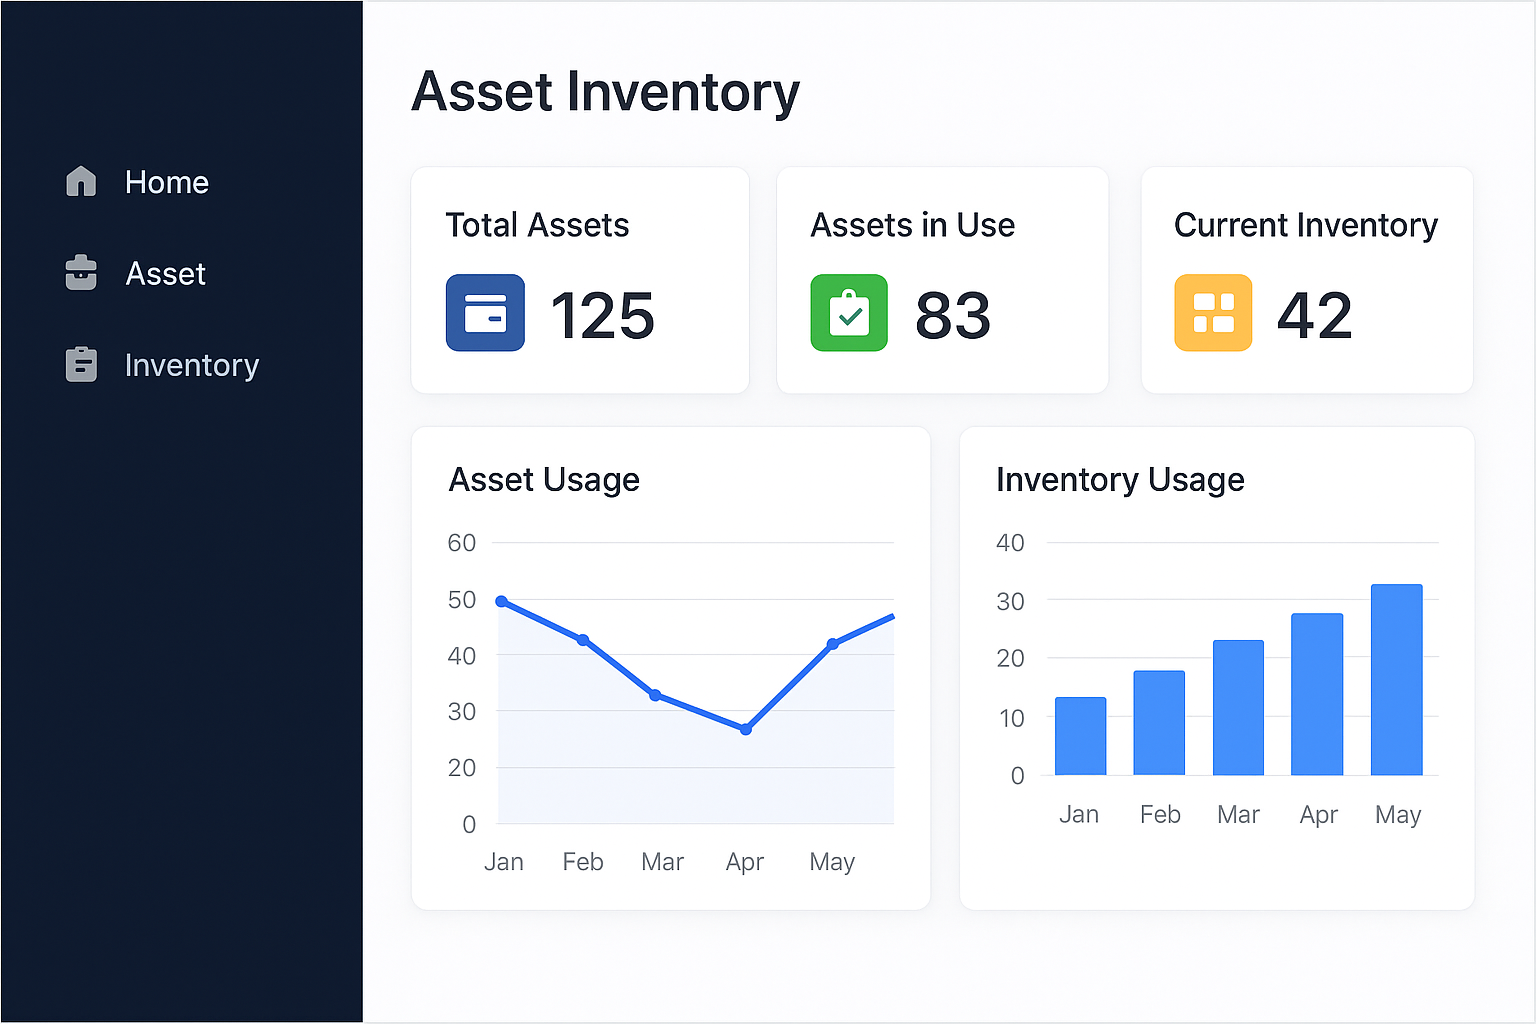 Home
Asset
Inventory
Asset Inventory
Total Assets
125
Assets in Use
83
Current Inventory
42
Asset Usage
60
50
40
30
20
0
Jan Feb Mar Apr May
Inventory Usage
40
30
20
10
0
Jan Feb Mar Apr May